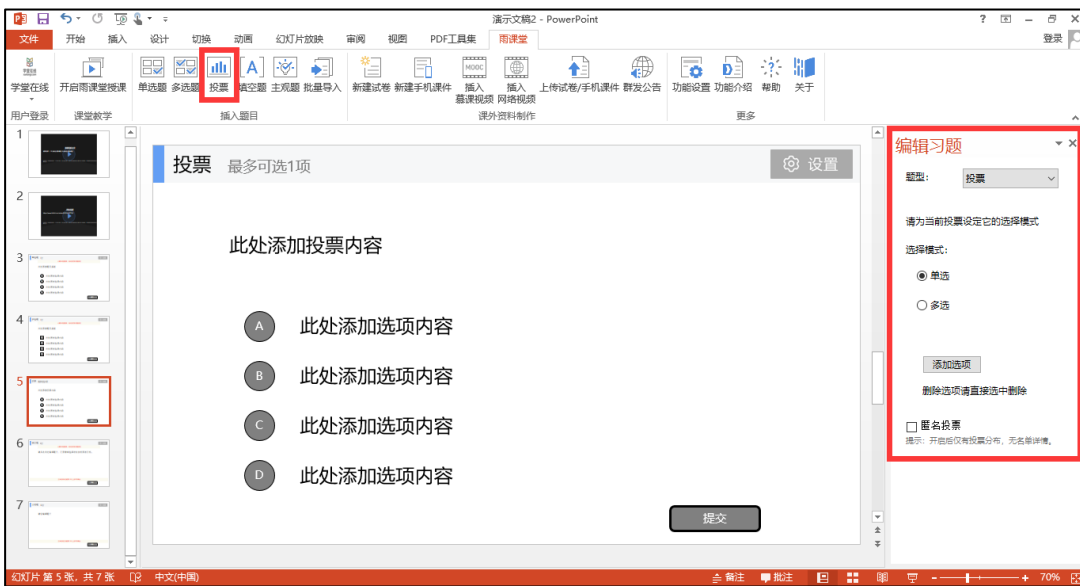 演示文稿2 - PowerPoint
文件 开始 插入 设计 切换 动画 幻灯片放映 审阅 视图 PDF工具集 雨课堂 登录
学堂在线 开启雨课堂授课 单选题 多选题 投票 填空题 主观题 批量导入 新建试卷 新建手机课件 插入 慕课视频 插入 网络视频 上传试卷/手机课件 群发公告 功能设置 功能介绍 帮助 关于
用户登录 课堂教学 插入题目 课外资料制作 更多
1
2
3
4
5
6
7
投票 最多可选1项 设置
此处添加投票内容
A 此处添加选项内容
B 此处添加选项内容
C 此处添加选项内容
D 此处添加选项内容
提交
编辑习题
题型: 投票
请为当前投票设定它的选择模式
选择模式:
单选
多选
添加选项
删除选项请直接选中删除
匿名投票
提示: 开启后仅有投票分布, 无名单详情。
幻灯片 第 5 张, 共 7 张 中文(中国) 备注 批注 70%